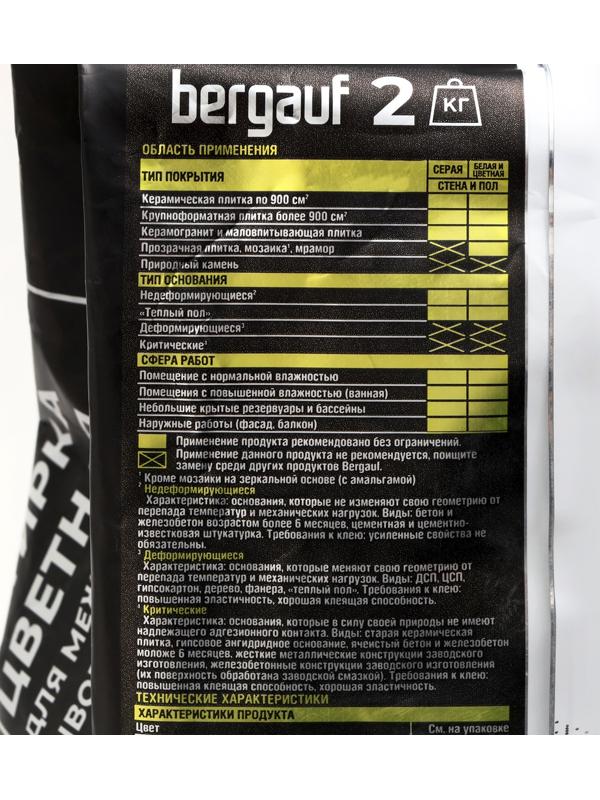 bergauf 2 КГ
ОБЛАСТЬ ПРИМЕНЕНИЯ
ТИП ПОКРЫТИЯ
СЕРАЯ
БЕЛАЯ И
ЦВЕТНАЯ
СТЕНА И ПОЛ
Керамическая плитка по 900 см²
Крупноформатная плитка более 900 см²
Керамогранит и маловпитывающая плитка
Прозрачная плитка, мозаика¹, мрамор
Природный камень
ТИП ОСНОВАНИЯ
Недеформирующиеся²
«Теплый пол»
Деформирующиеся³
Критические⁴
СФЕРА РАБОТ
Помещение с нормальной влажностью
Помещения с повышенной влажностью (ванная)
Небольшие крытые резервуары и бассейны
Наружные работы (фасад, балкон)
Применение продукта рекомендовано без ограничений.
Применение данного продукта не рекомендуется, поищите
замену среди других продуктов Bergauf.
¹ Кроме мозаики на зеркальной основе (с амальгамой)
² Недеформирующиеся
Характеристика: основания, которые не изменяют свою геометрию от
перепада температур и механических нагрузок. Виды: бетон и
железобетон возрастом более 6 месяцев, цементная и цементно-
известковая штукатурка. Требования к клею: усиленные свойства не
обязательны.
³ Деформирующиеся
Характеристика: основания, которые меняют свою геометрию от
перепада температур и механических нагрузок. Виды: ДСП, ЦСП,
гипсокартон, дерево, фанера, «теплый пол». Требования к клею:
повышенная эластичность, хорошая клеящая способность.
⁴ Критические
Характеристика: основания, которые в силу своей природы не имеют
надлежащего адгезионного контакта. Виды: старая керамическая
плитка, гипсовое ангидридное основание, ячеистый бетон и железобетон
моложе 6 месяцев, жесткие металлические конструкции заводского
изготовления, железобетонные конструкции заводского изготовления
(их поверхность обработана заводской смазкой). Требования к клею:
повышенная клеящая способность, хорошая эластичность.
ТЕХНИЧЕСКИЕ ХАРАКТЕРИСТИКИ
ХАРАКТЕРИСТИКИ ПРОДУКТА
Цвет См. на упаковке
ЦВЕТН
ДЛЯ МЕЖ